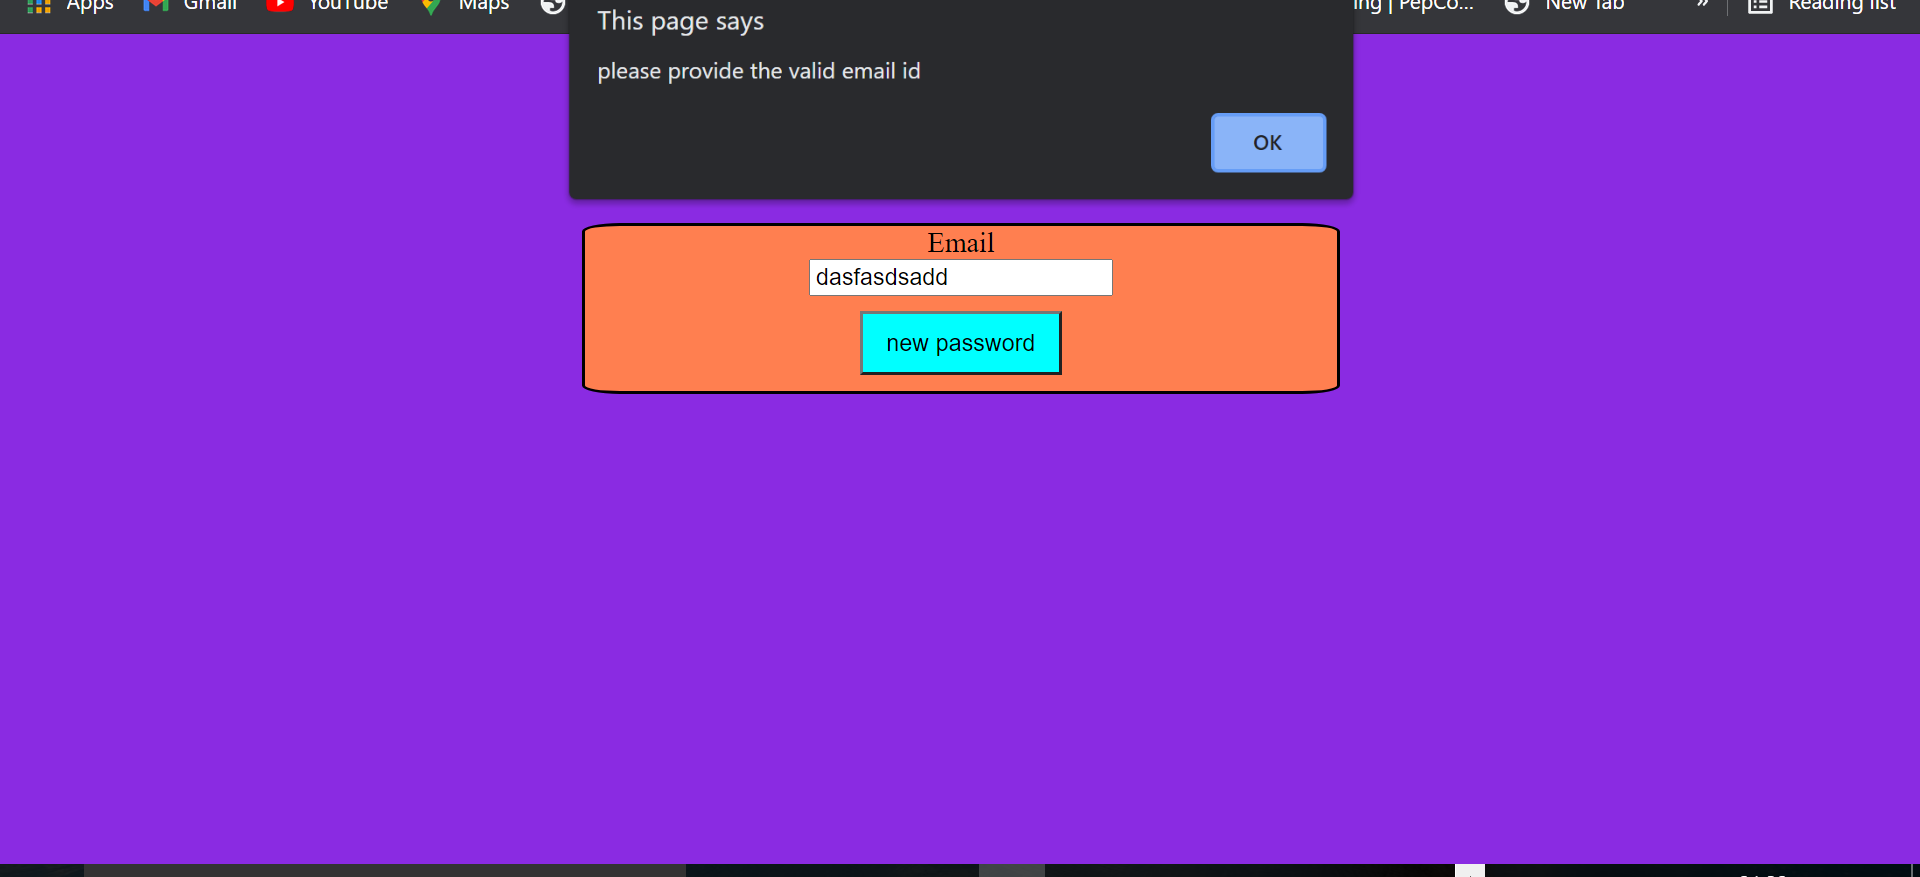 Apps Gmail YouTube Maps ing | PepCo... New Tab » Reading list
This page says
please provide the valid email id
OK
Email
dasfasdsadd
new password